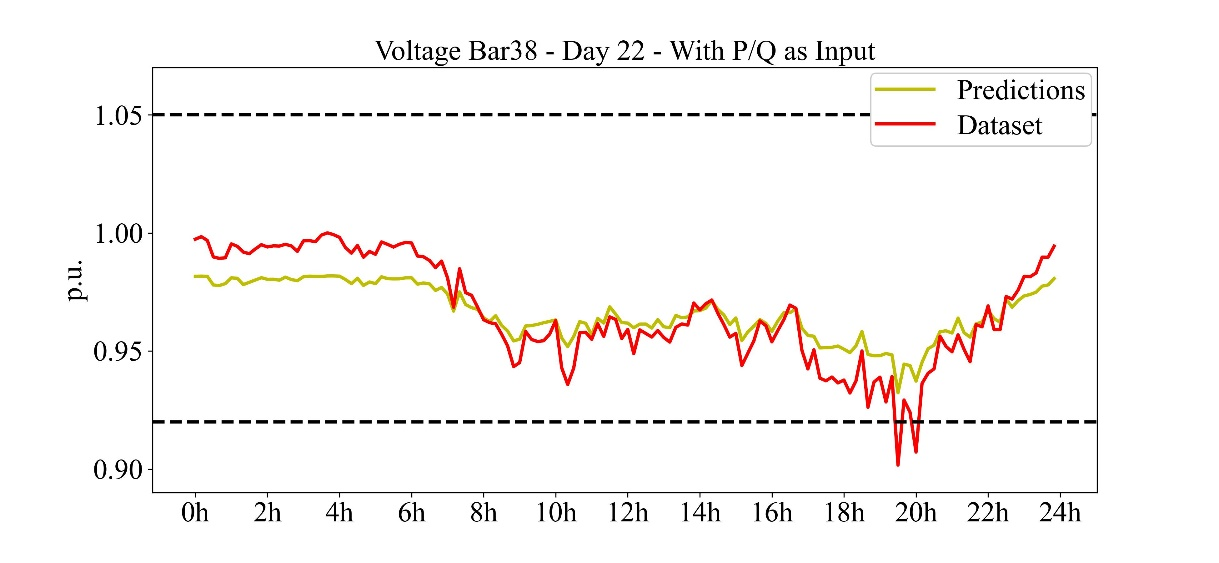 Voltage Bar38 - Day 22 - With P/Q as Input
Predictions
Dataset
p.u.
1.05
1.00
0.95
0.90
0h 2h 4h 6h 8h 10h 12h 14h 16h 18h 20h 22h 24h